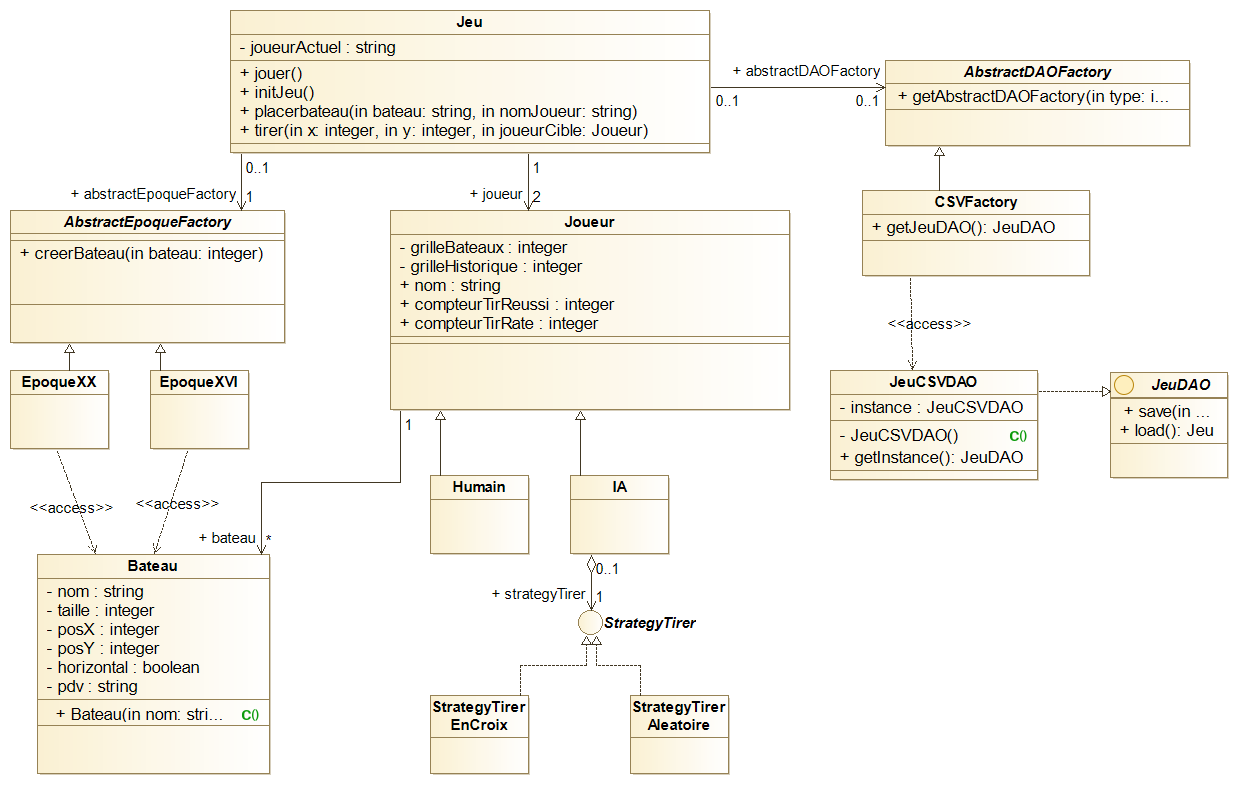 Jeu
- joueurActuel : string
+ jouer()
+ initJeu()
+ placerbateau(in bateau: string, in nomJoueur: string)
+ tirer(in x: integer, in y: integer, in joueurCible: Joueur)
+ abstractDAOFactory
0..1
0..1
AbstractDAOFactory
+ getAbstractDAOFactory(in type: i...
0..1
+ abstractEpoqueFactory
1
1
+ joueur
2
AbstractEpoqueFactory
+ creerBateau(in bateau: integer)
Joueur
- grilleBateaux : integer
- grilleHistorique : integer
+ nom : string
+ compteurTirReussi : integer
+ compteurTirRate : integer
CSVFactory
+ getJeuDAO(): JeuDAO
<<access>>
EpoqueXX
EpoqueXVI
JeuCSVDAO
- instance : JeuCSVDAO
- JeuCSVDAO() C()
+ getInstance(): JeuDAO
JeuDAO
+ save(in ...
+ load(): Jeu
1
<<access>>
<<access>>
+ bateau
*
Humain
IA
0..1
+ strategyTirer
1
StrategyTirer
Bateau
- nom : string
- taille : integer
- posX : integer
- posY : integer
- horizontal : boolean
- pdv : string
+ Bateau(in nom: stri... C()
StrategyTirer
EnCroix
StrategyTirer
Aleatoire